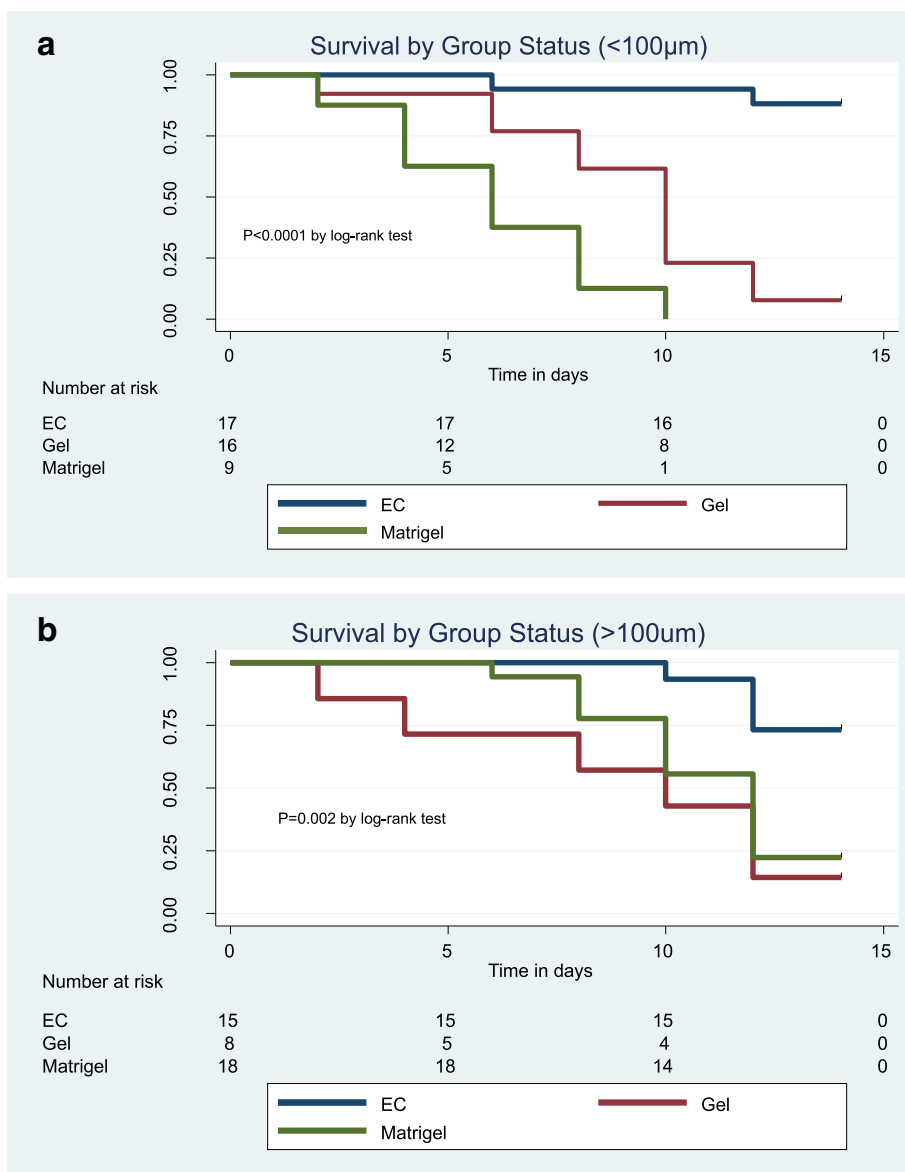 a
Survival by Group Status (<100µm)
1.00
0.75
0.50
0.25
0.00
P<0.0001 by log-rank test
0 5 10 15
Time in days
Number at risk
EC 17 17 16 0
Gel 16 12 8 0
Matrigel 9 5 1 0
EC Gel
Matrigel
b
Survival by Group Status (>100um)
1.00
0.75
0.50
0.25
0.00
P=0.002 by log-rank test
0 5 10 15
Time in days
Number at risk
EC 15 15 15 0
Gel 8 5 4 0
Matrigel 18 18 14 0
EC Gel
Matrigel